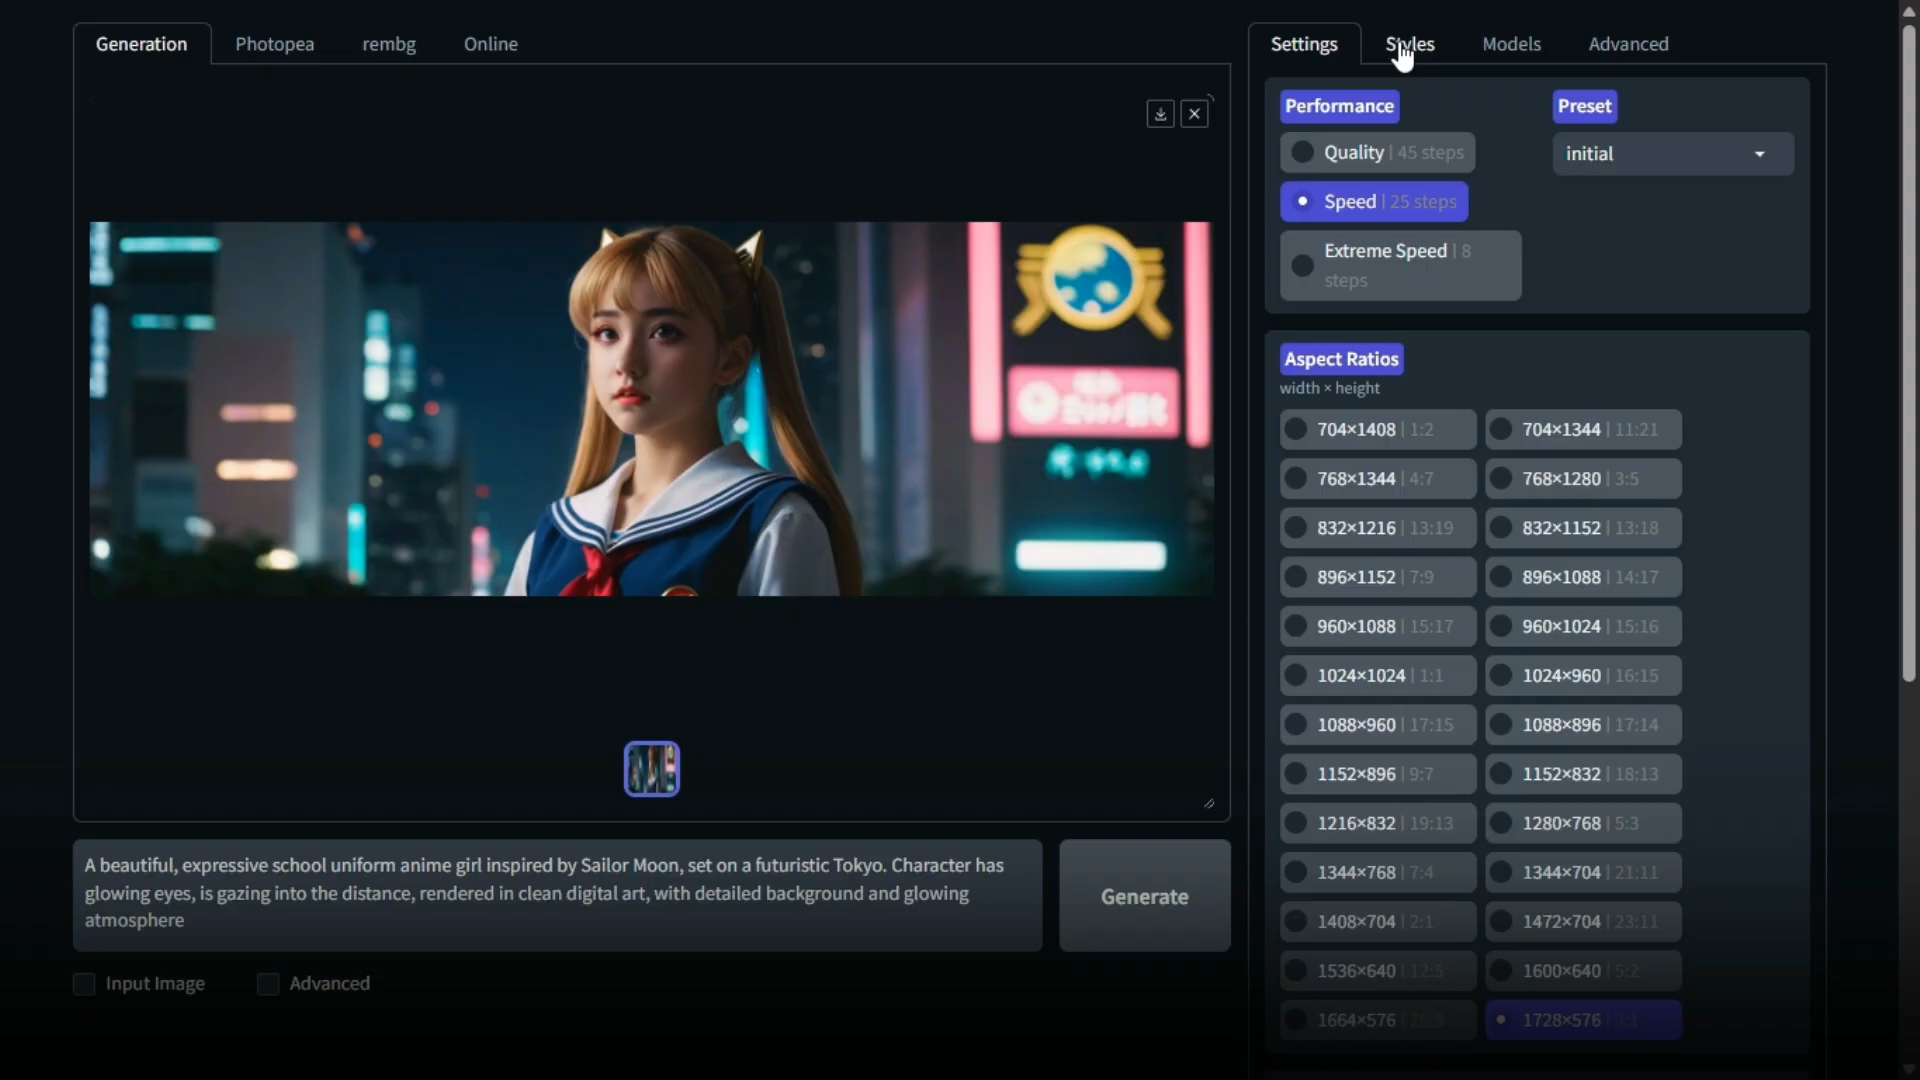 Generation Photopea rembg Online
Settings Styles Models Advanced
Performance
Quality | 45 steps
Speed | 25 steps
Extreme Speed | 8
steps
Preset
initial
Aspect Ratios
width × height
704×1408 | 1:2
704×1344 | 11:21
768×1344 | 4:7
768×1280 | 3:5
832×1216 | 13:19
832×1152 | 13:18
896×1152 | 7:9
896×1088 | 14:17
960×1088 | 15:17
960×1024 | 15:16
1024×1024 | 1:1
1024×960 | 16:15
1088×960 | 17:15
1088×896 | 17:14
1152×896 | 9:7
1152×832 | 18:13
1216×832 | 19:13
1280×768 | 5:3
1344×768 | 7:4
1344×704 | 21:11
1408×704 | 2:1
1472×704 | 23:11
1536×640 | 12:5
1600×640 | 5:2
1664×576
1728×576
A beautiful, expressive school uniform anime girl inspired by Sailor Moon, set on a futuristic Tokyo. Character has
glowing eyes, is gazing into the distance, rendered in clean digital art, with detailed background and glowing
atmosphere
Generate
Input Image
Advanced